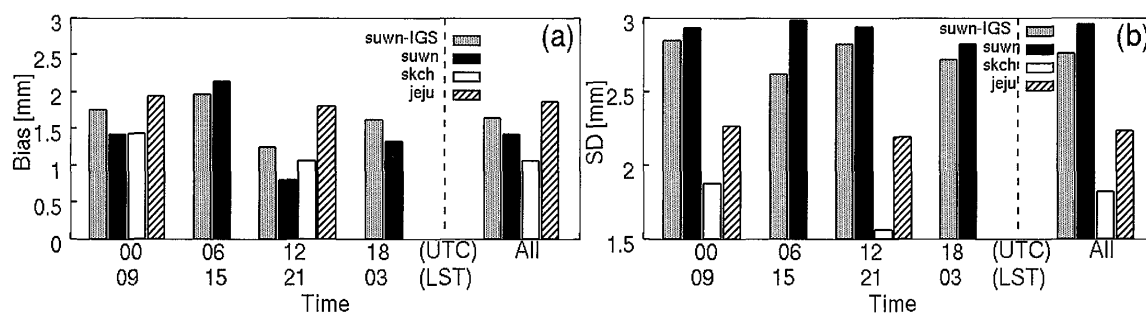 3
2.5
2
1.5
1
0.5
0
Bias [mm]
suwn-IGS
suwn
skch
jeju
(a)
00 06 12 18 (UTC) All
09 15 21 03 (LST)
Time
3
2.5
2
1.5
SD [mm]
suwn-IGS
suwn
skch
jeju
(b)
00 06 12 18 (UTC) All
09 15 21 03 (LST)
Time